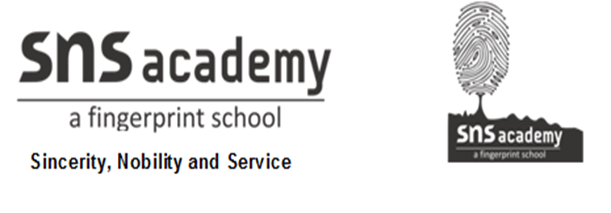 sns academy
a fingerprint school
Sincerity, Nobility and Service
sns academy
a fingerprint school